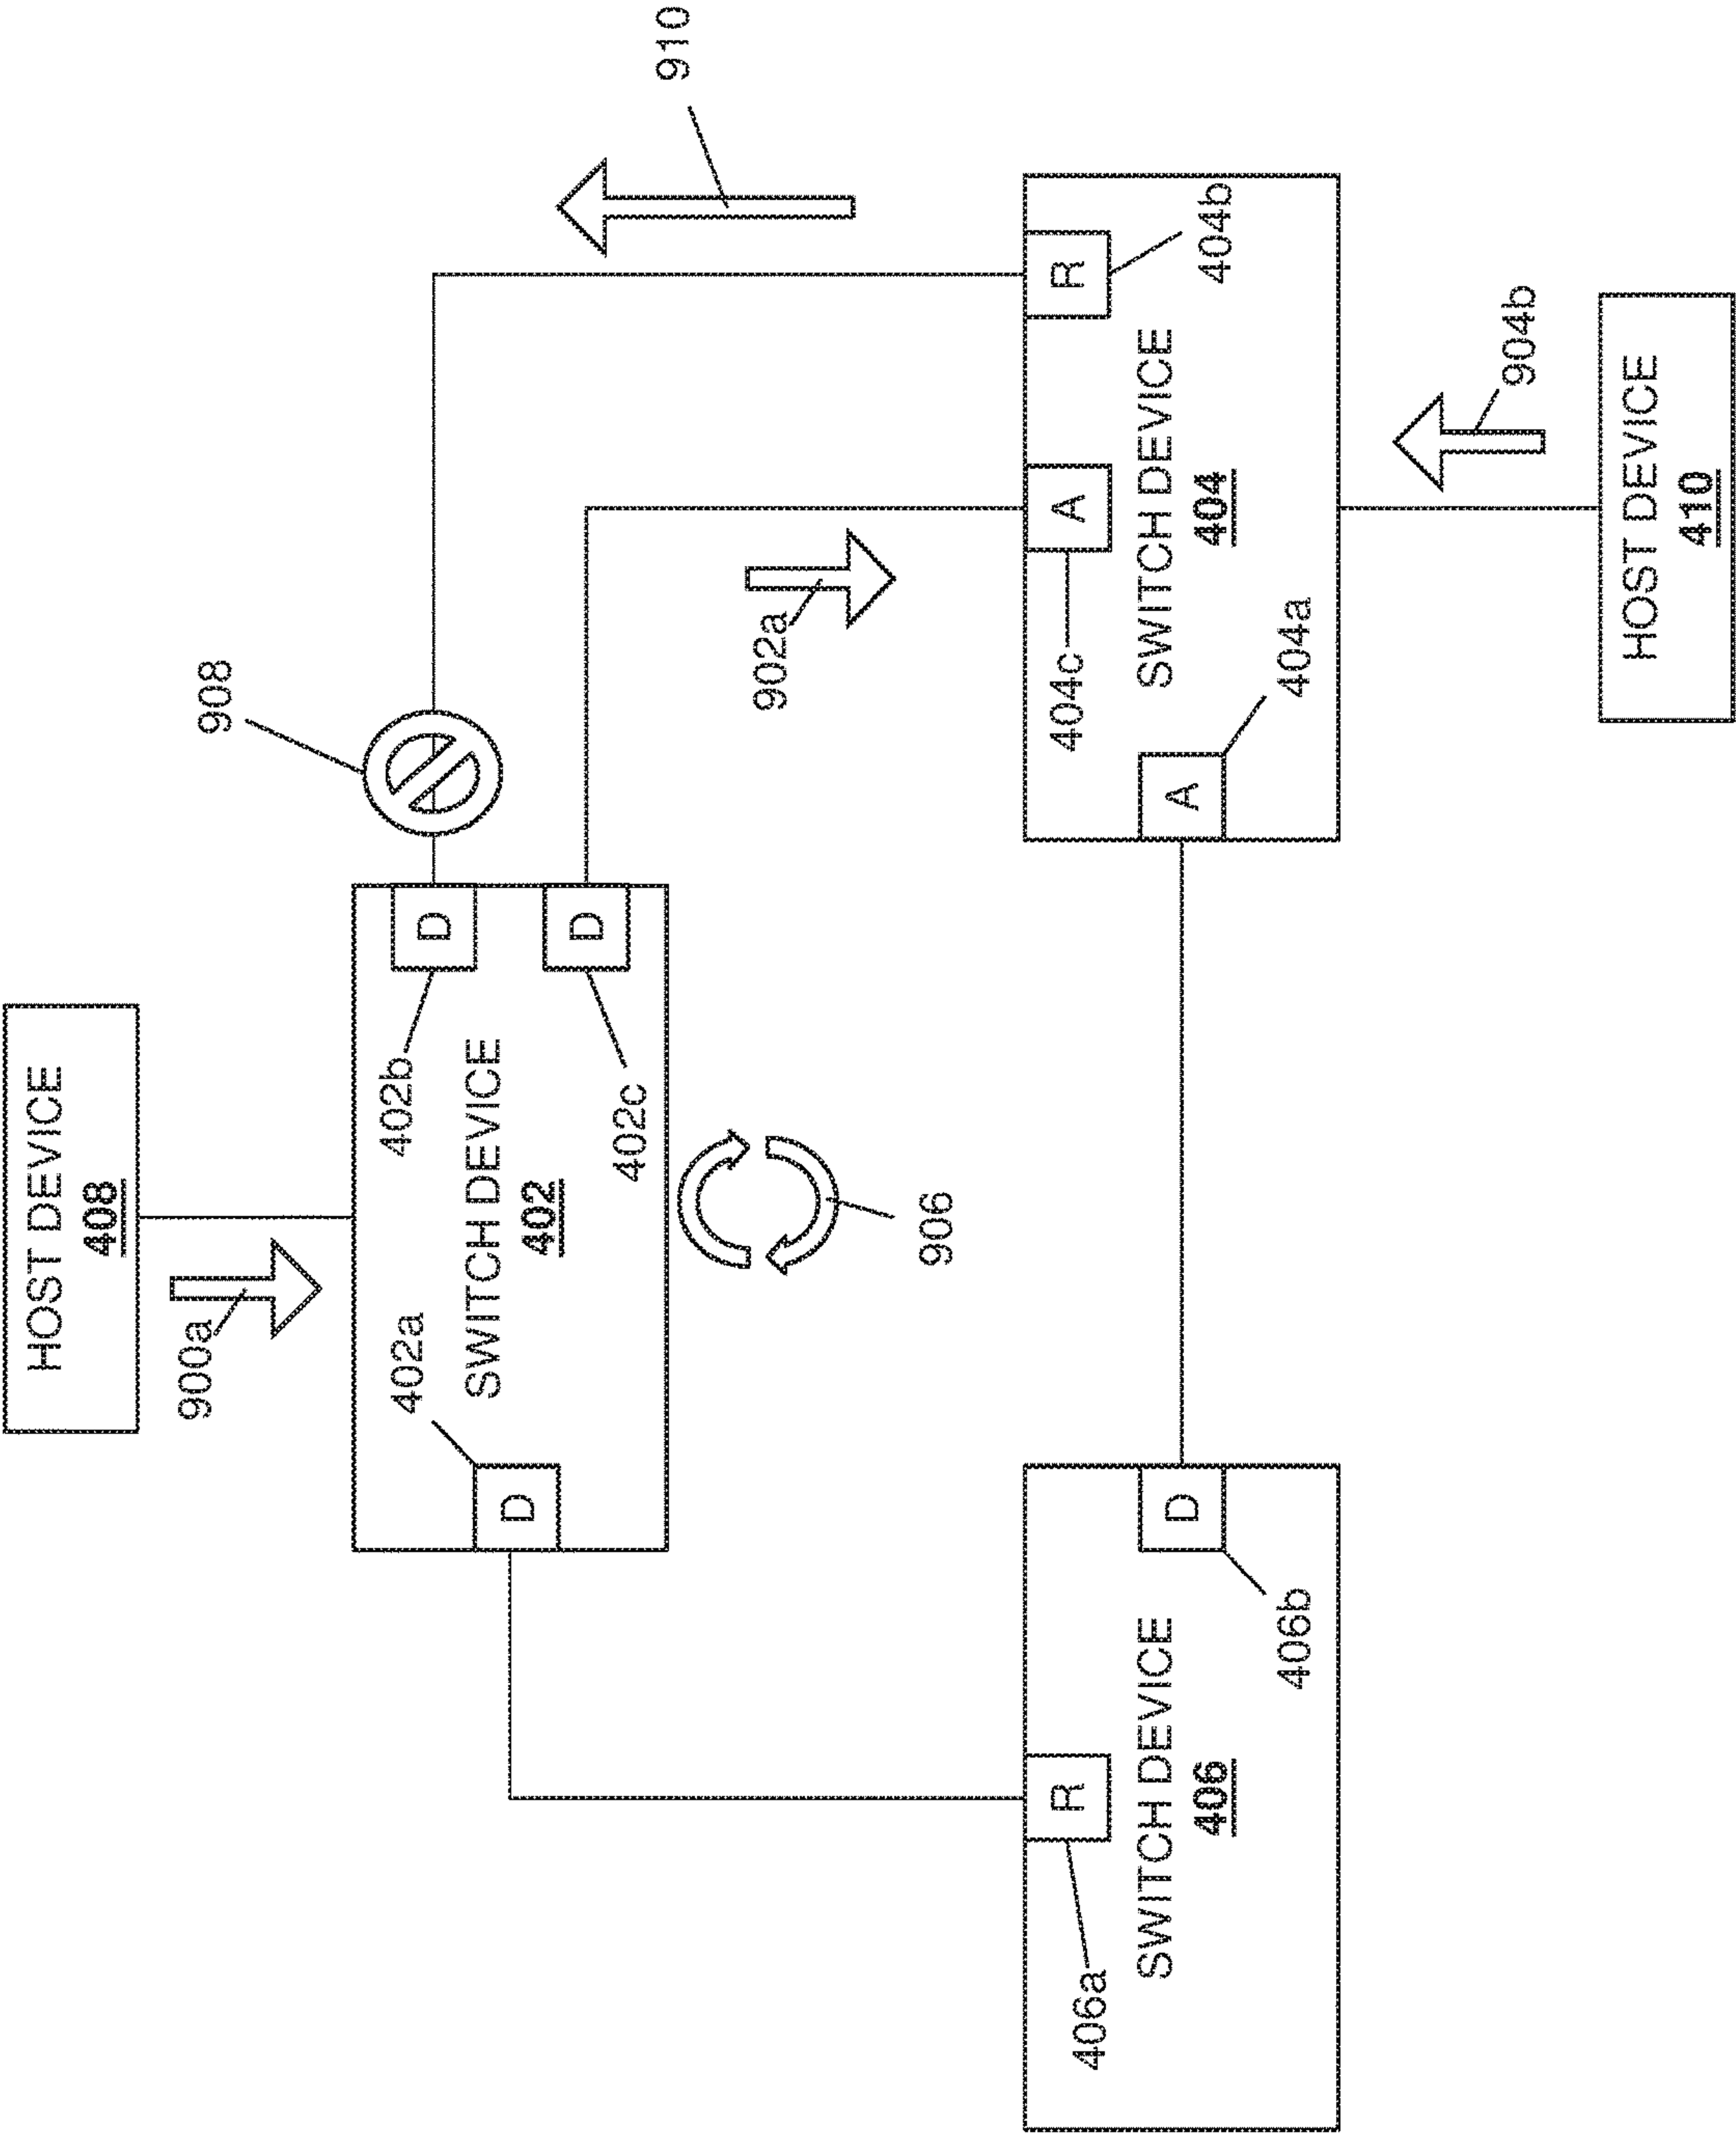 HOST DEVICE
408
900a
SWITCH DEVICE
402
402a
D
402b
D
402c
D
906
908
902a
910
SWITCH DEVICE
406
406a
R
406b
D
SWITCH DEVICE
404
404a
A
404c
A
404b
R
904b
HOST DEVICE
410